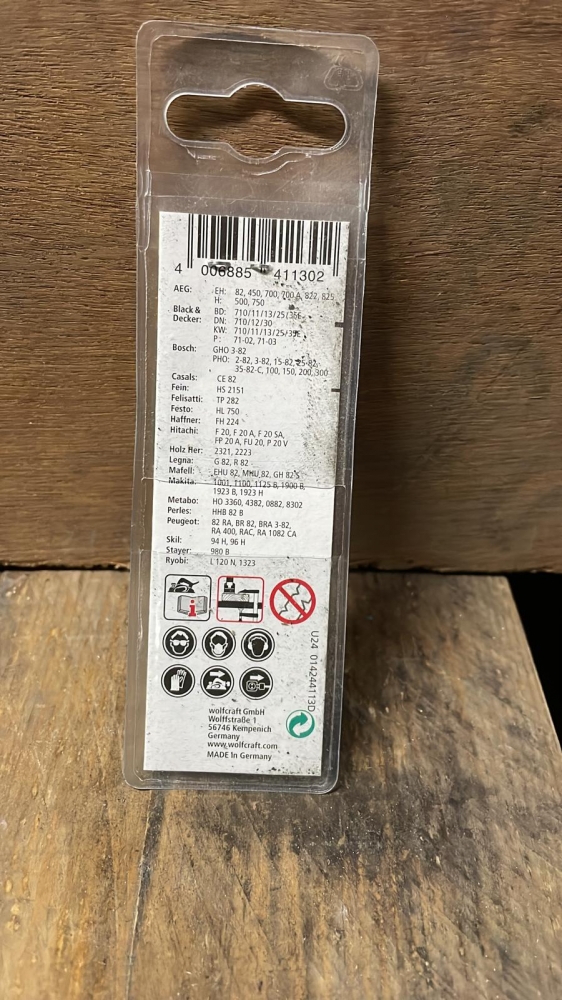 4 006885 411302
AEG: EH: 82, 450, 700, 700 A, 822, 825
H: 500, 750
Black & Decker: BD: 710/11/13/25/35E
DN: 710/12/30
KW: 710/11/13/25/35E
P: 71-02, 71-03
Bosch: GHO 3-82
PHO: 2-82, 3-82, 15-82, 25-82,
35-82-C, 100, 150, 200, 300
Casals: CE 82
Fein: HS 2151
Felisatti: TP 282
Festo: HL 750
Haffner: FH 224
Hitachi: F 20, F 20 A, F 20 SA,
FP 20 A, FU 20, P 20 V
Holz Her: 2321, 2223
Legna: G 82, R 82
Mafell: EHU 82, MHU 82, GH 82 S
Makita: 1001, 1100, 1125 B, 1900 B,
1923 B, 1923 H
Metabo: HO 3360, 4382, 0882, 8302
Perles: HHB 82 B
Peugeot: 82 RA, BR 82, BRA 3-82,
RA 400, RAC, RA 1082 CA
Skil: 94 H, 96 H
Stayer: 980 B
Ryobi: L 120 N, 1323
U24 014244113D
wolfcraft GmbH
Wolffstraße 1
56746 Kempenich
Germany
www.wolfcraft.com
MADE In Germany